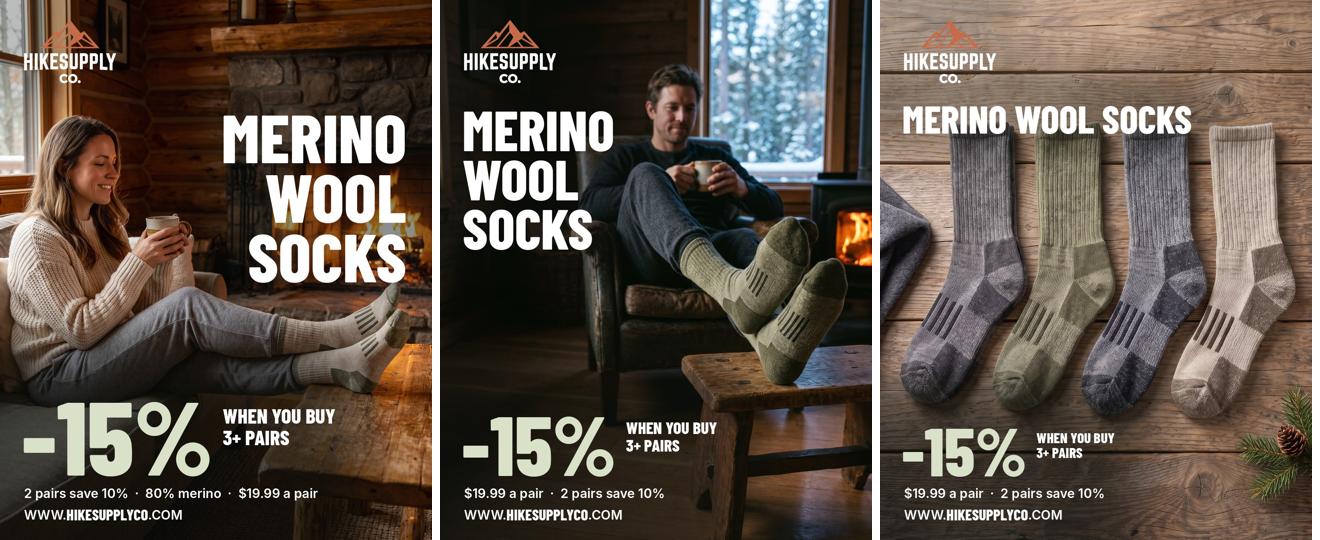 HIKESUPPLY
CO.
MERINO
WOOL
SOCKS
-15%
WHEN YOU BUY
3+ PAIRS
2 pairs save 10% · 80% merino · $19.99 a pair
WWW.HIKESUPPLYCO.COM
HIKESUPPLY
CO.
MERINO
WOOL
SOCKS
-15%
WHEN YOU BUY
3+ PAIRS
$19.99 a pair · 2 pairs save 10%
WWW.HIKESUPPLYCO.COM
HIKESUPPLY
CO.
MERINO WOOL SOCKS
-15%
WHEN YOU BUY
3+ PAIRS
$19.99 a pair · 2 pairs save 10%
WWW.HIKESUPPLYCO.COM